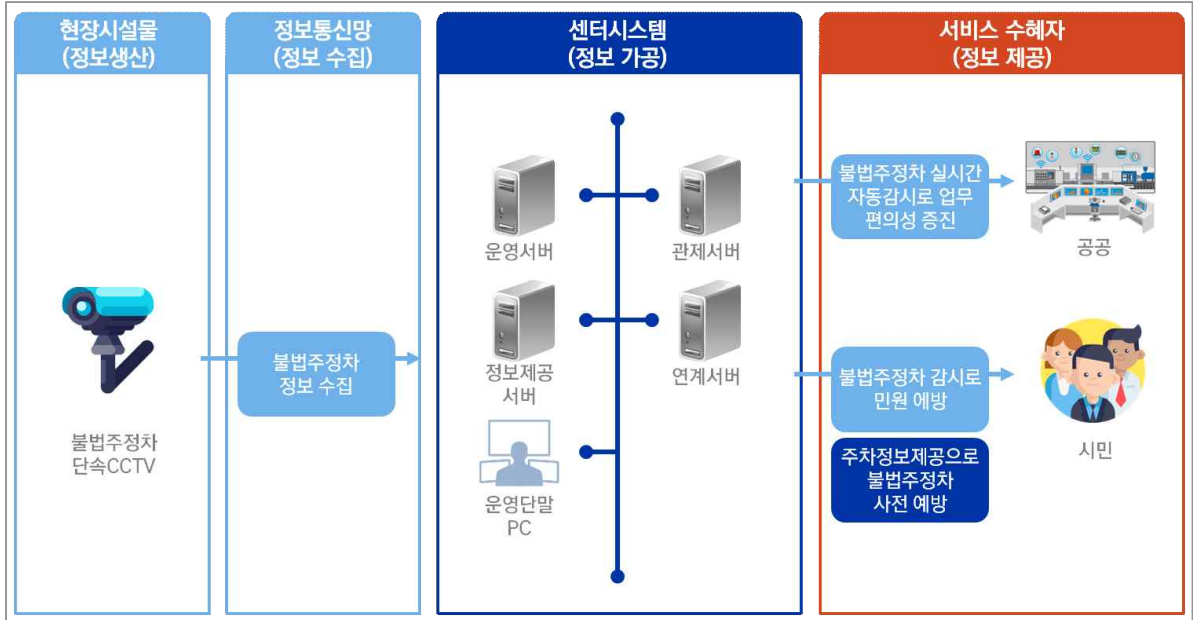 현장시설물
(정보생산)
정보통신망
(정보 수집)
센터시스템
(정보 가공)
서비스 수혜자
(정보 제공)
불법주정차
단속CCTV
불법주정차
정보 수집
운영서버
관제서버
정보제공
서버
연계서버
운영단말
PC
불법주정차 실시간
자동감시로 업무
편의성 증진
공공
불법주정차 감시로
민원 에방
시민
주차정보제공으로
불법주정차
사전 예방